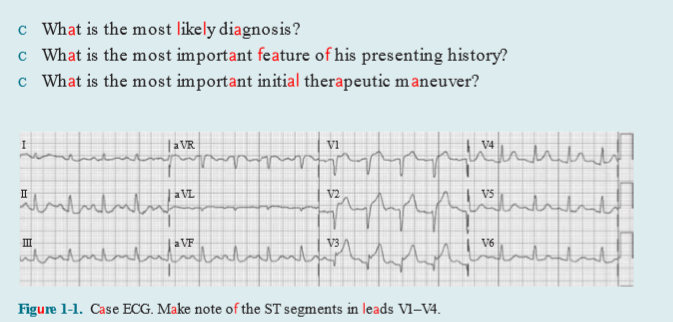 c What is the most likely diagnosis?
c What is the most important feature of his presenting history?
c What is the most important initial therapeutic maneuver?
I aVR V1 V4
II aVL V2 V5
III aVF V3 V6
Figure 1-1. Case ECG. Make note of the ST segments in leads V1–V4.